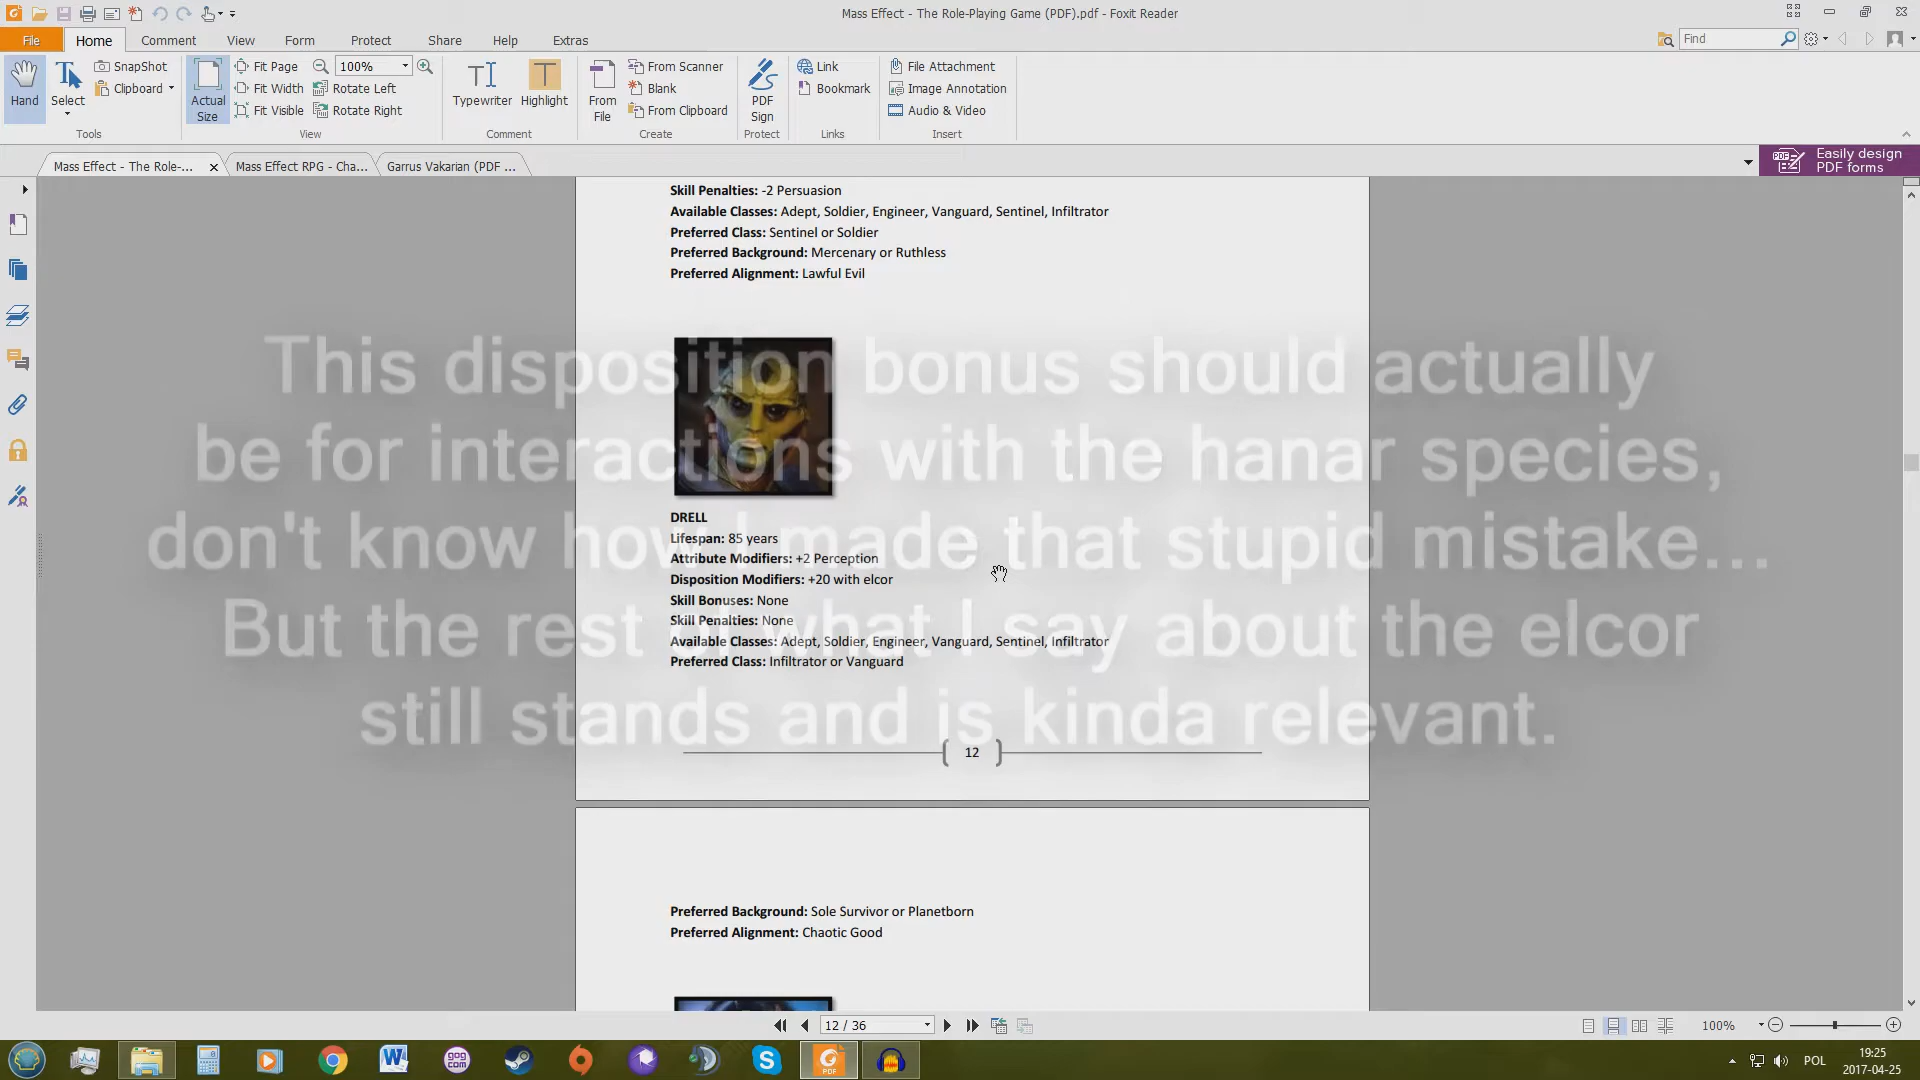 Mass Effect - The Role-Playing Game (PDF).pdf - Foxit Reader
File Home Comment View Form Protect Share Help Extras
Find
Hand
Select
SnapShot
Clipboard
Tools
Actual Size
Fit Page
Fit Width
Fit Visible
100%
Rotate Left
Rotate Right
View
Typewriter
Highlight
Comment
From File
From Scanner
Blank
From Clipboard
Create
PDF Sign
Protect
Link
Bookmark
Links
File Attachment
Image Annotation
Audio & Video
Insert
Mass Effect - The Role-...
Mass Effect RPG - Cha...
Garrus Vakarian (PDF ...
PDF
Easily design
PDF forms
Skill Penalties: -2 Persuasion
Available Classes: Adept, Soldier, Engineer, Vanguard, Sentinel, Infiltrator
Preferred Class: Sentinel or Soldier
Preferred Background: Mercenary or Ruthless
Preferred Alignment: Lawful Evil
This disposition bonus should actually
be for interactions with the hanar species,
don't know how I made that stupid mistake...
But the rest of what I say about the elcor
still stands and is kinda relevant.
DRELL
Lifespan: 85 years
Attribute Modifiers: +2 Perception
Disposition Modifiers: +20 with elcor
Skill Bonuses: None
Skill Penalties: None
Available Classes: Adept, Soldier, Engineer, Vanguard, Sentinel, Infiltrator
Preferred Class: Infiltrator or Vanguard
12
Preferred Background: Sole Survivor or Planetborn
Preferred Alignment: Chaotic Good
12 / 36
100%
gog
com
PDF
POL
19:25
2017-04-25